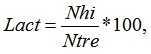 Lact = Nhi/Ntre * 100,